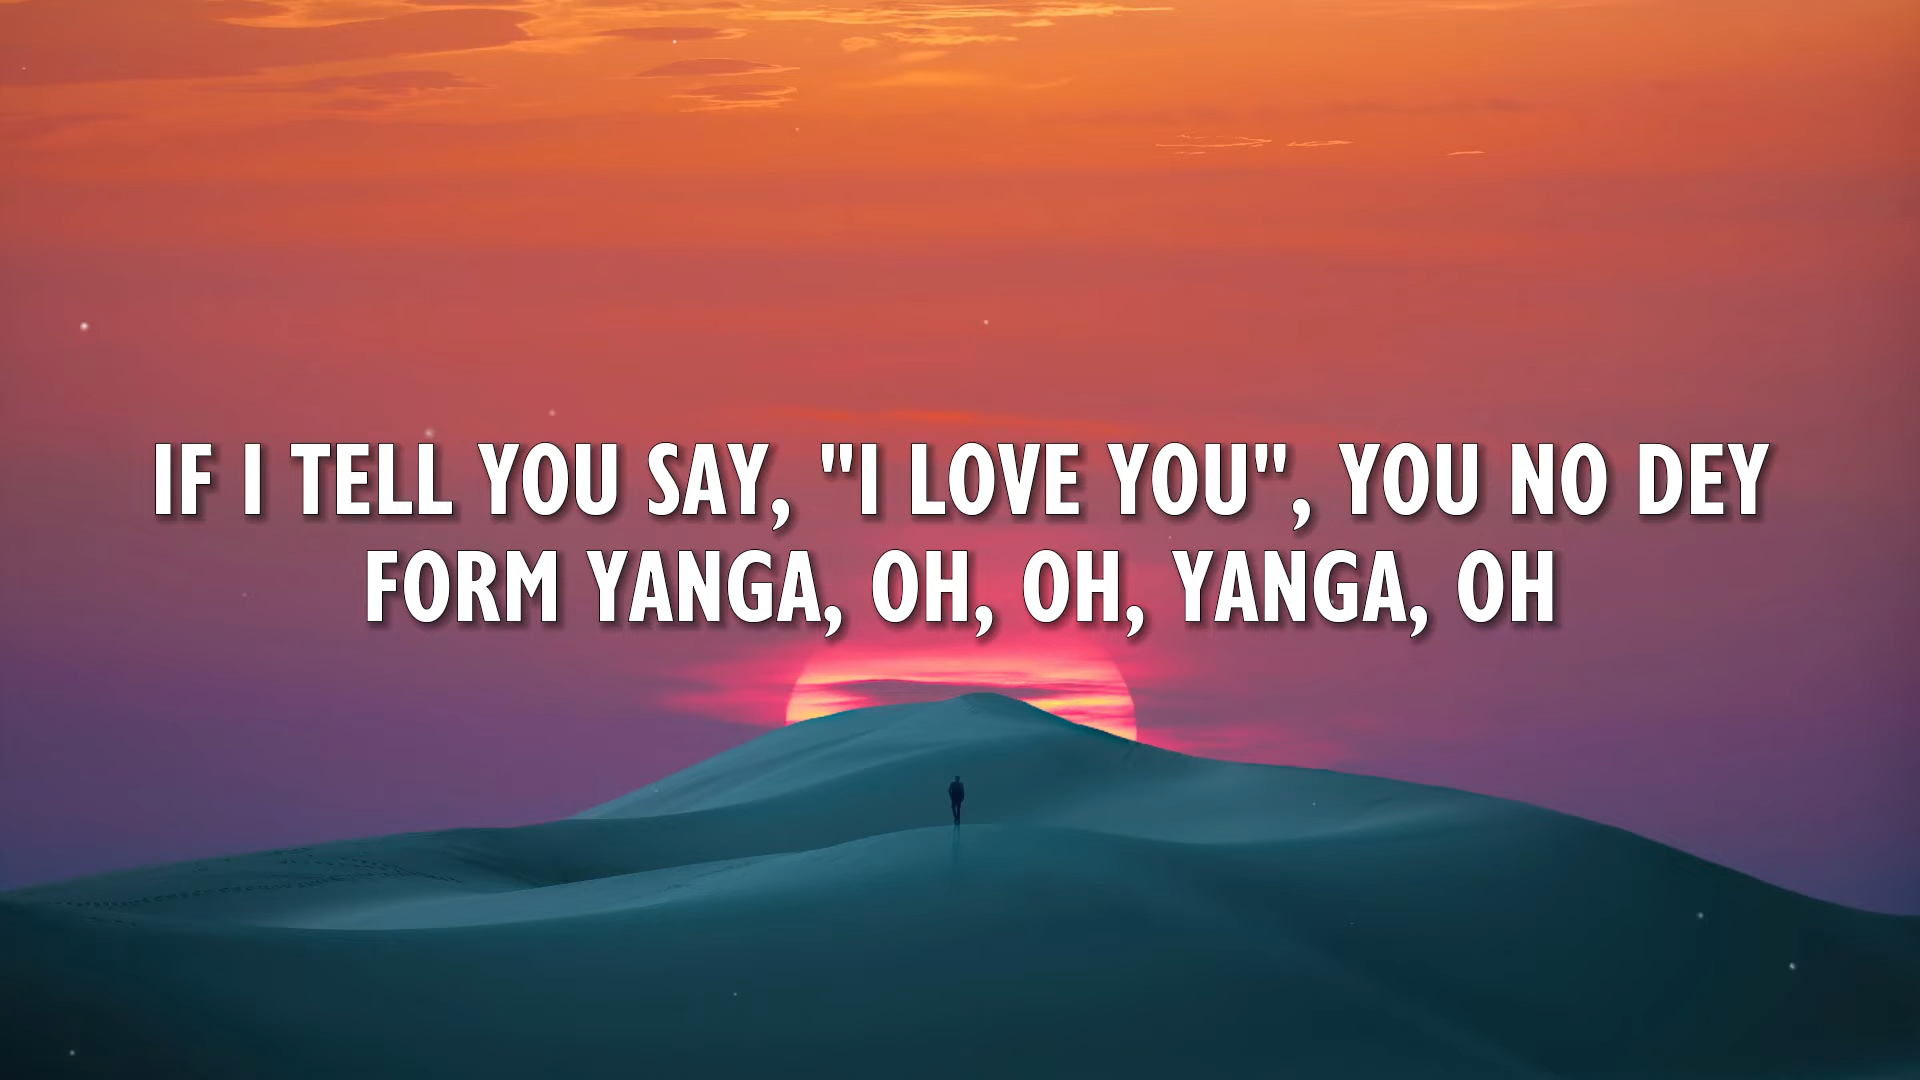 IF I TELL YOU SAY, "I LOVE YOU", YOU NO DEY
FORM YANGA, OH, OH, YANGA, OH